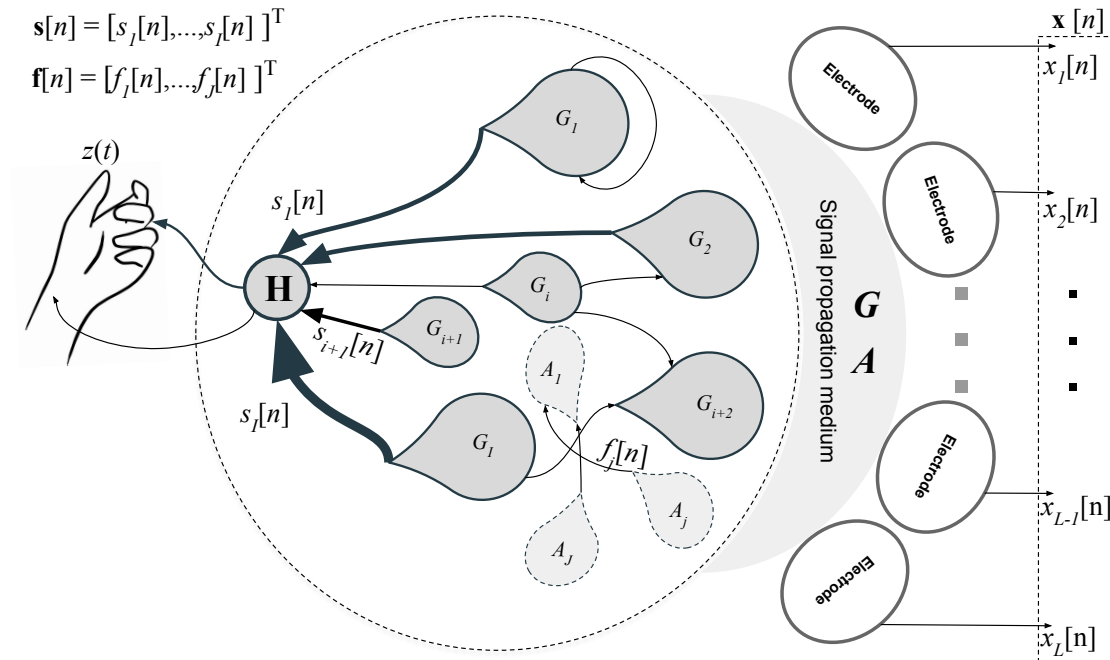 s[n] = [s_1[n],...,s_I[n] ]^T
f[n] = [f_1[n],...,f_J[n] ]^T
z(t)
H
s_1[n]
s_{i+1}[n]
s_I[n]
G_1
G_2
G_i
G_{i+1}
A_1
G_{i+2}
G_I
f_j[n]
A_j
A_J
Signal propagation medium
G
A
Electrode
Electrode
Electrode
Electrode
x [n]
x_1[n]
x_2[n]
x_{L-1}[n]
x_L[n]